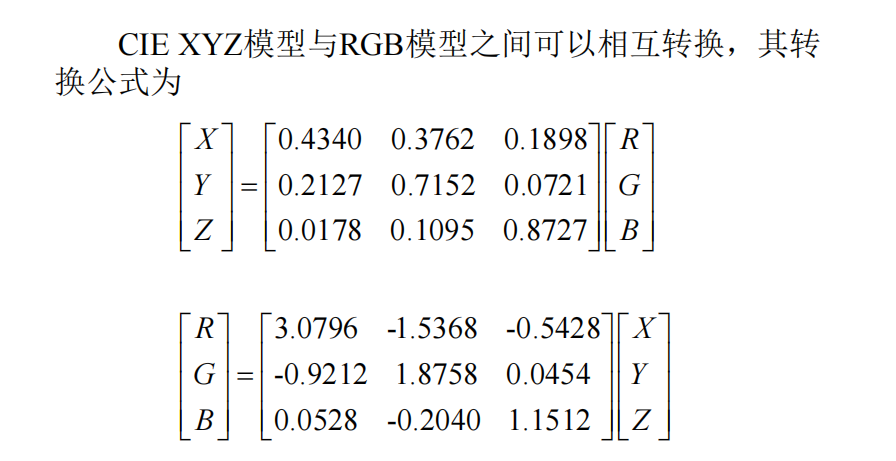 CIE XYZ模型与RGB模型之间可以相互转换，其转
换公式为
X 0.4340 0.3762 0.1898 R
Y = 0.2127 0.7152 0.0721 G
Z 0.0178 0.1095 0.8727 B
R 3.0796 -1.5368 -0.5428 X
G = -0.9212 1.8758 0.0454 Y
B 0.0528 -0.2040 1.1512 Z